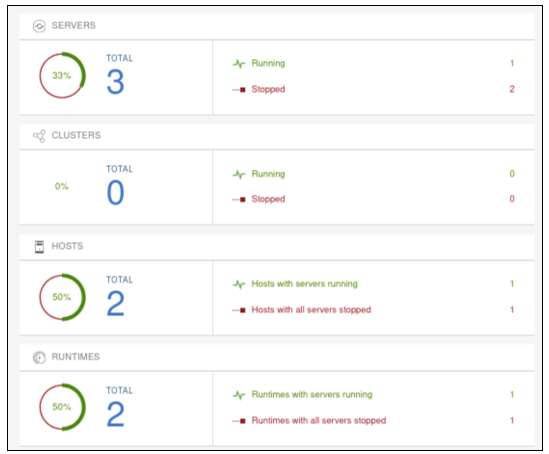 SERVERS
33%
TOTAL
3
Running 1
Stopped 2
CLUSTERS
0%
TOTAL
0
Running 0
Stopped 0
HOSTS
50%
TOTAL
2
Hosts with servers running 1
Hosts with all servers stopped 1
RUNTIMES
50%
TOTAL
2
Runtimes with servers running 1
Runtimes with all servers stopped 1